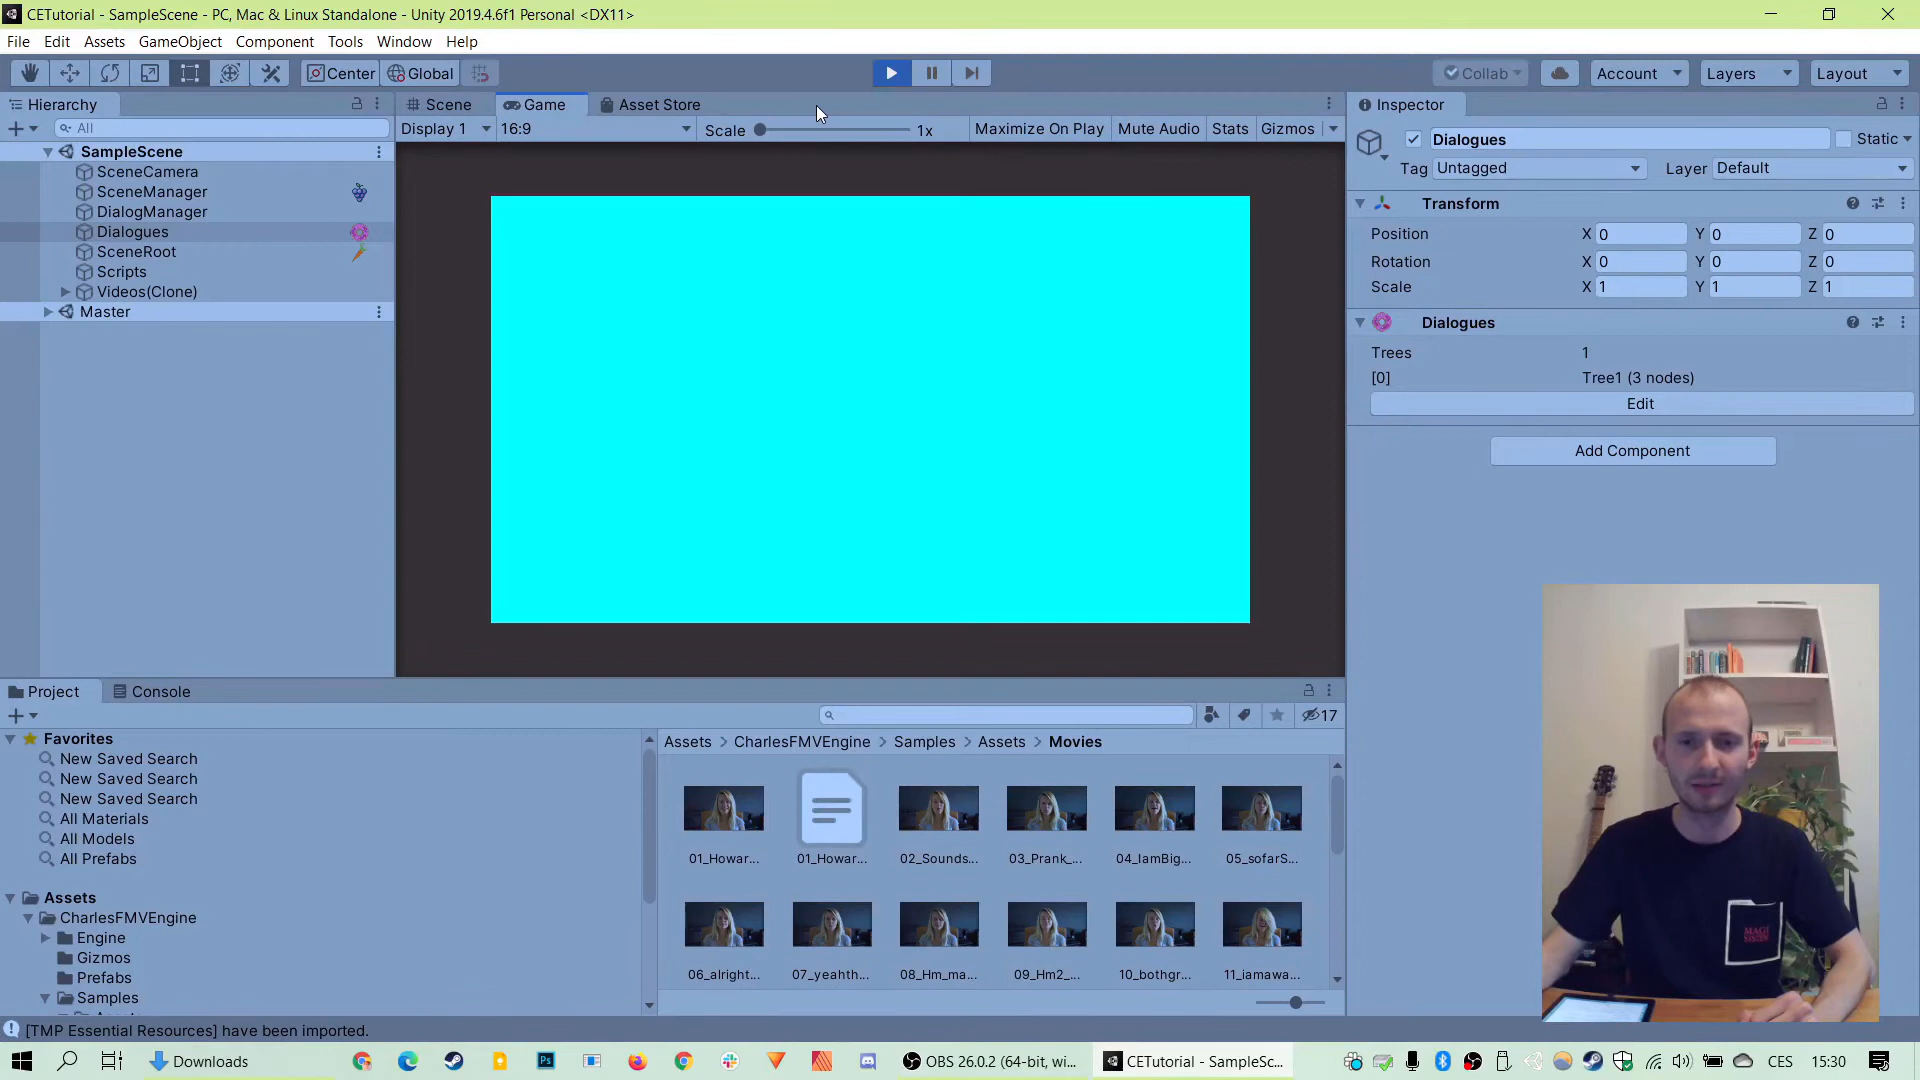 CETutorial - SampleScene - PC, Mac & Linux Standalone - Unity 2019.4.6f1 Personal <DX11>
File Edit Assets GameObject Component Tools Window Help
Center Global Collab Account Layers Layout
Hierarchy
All
SampleScene
SceneCamera
SceneManager
DialogManager
Dialogues
SceneRoot
Scripts
Videos(Clone)
Master
Scene Game Asset Store
Display 1 16:9 Scale 1x Maximize On Play Mute Audio Stats Gizmos
Inspector
Dialogues Static
Tag Untagged Layer Default
Transform
Position X 0 Y 0 Z 0
Rotation X 0 Y 0 Z 0
Scale X 1 Y 1 Z 1
Dialogues
Trees 1
[0] Tree1 (3 nodes)
Edit
Add Component
Project Console
17
Favorites
New Saved Search
New Saved Search
New Saved Search
All Materials
All Models
All Prefabs
Assets
CharlesFMVEngine
Engine
Gizmos
Prefabs
Samples
Assets > CharlesFMVEngine > Samples > Assets > Movies
01_Howar... 01_Howar... 02_Sounds... 03_Prank_... 04_IamBig... 05_sofarS...
06_alright... 07_yeahth... 08_Hm_ma... 09_Hm2_... 10_bothgr... 11_iamawa...
[TMP Essential Resources] have been imported.
Downloads OBS 26.0.2 (64-bit, wi... CETutorial - SampleSc... CES 15:30